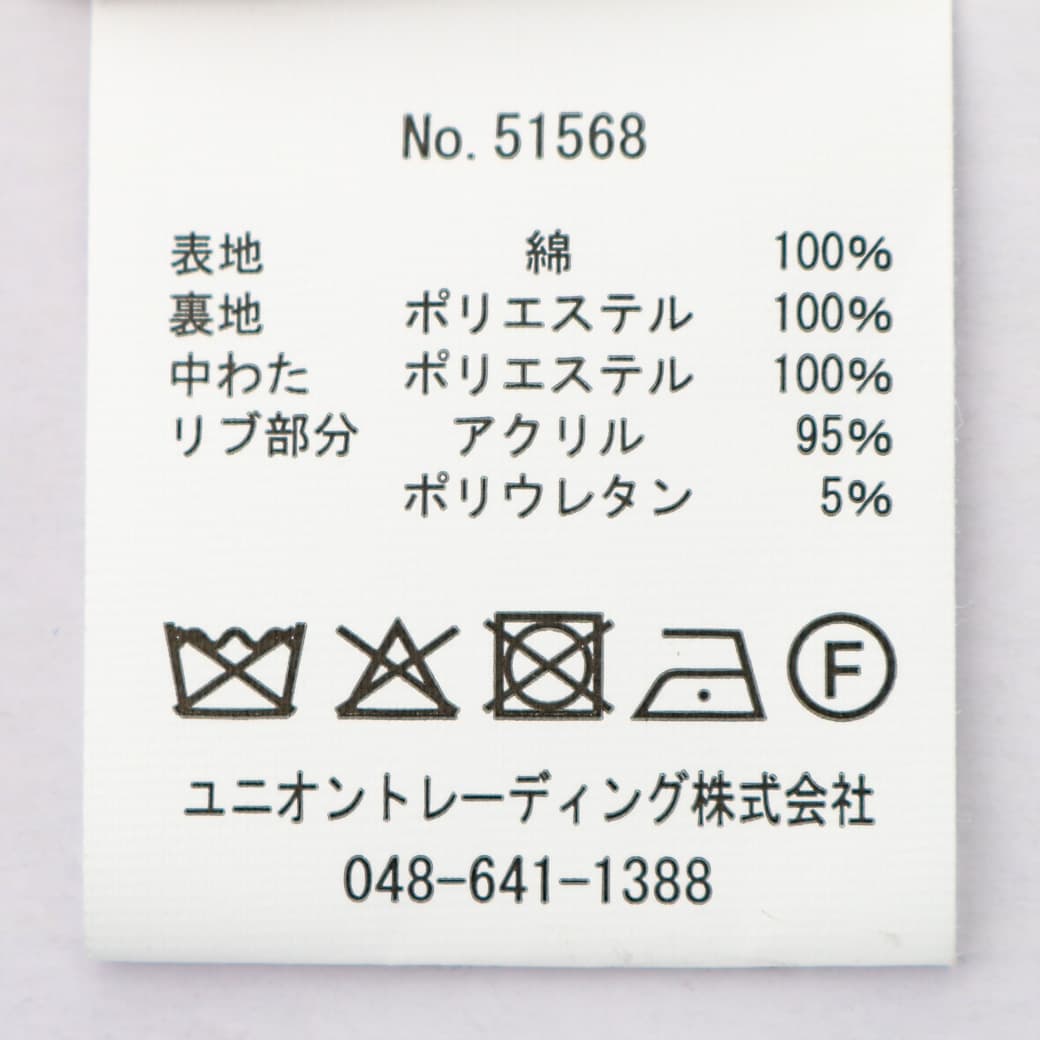 No.51568
表地 綿 100%
裏地 ポリエステル 100%
中わた ポリエステル 100%
リブ部分 アクリル 95%
ポリウレタン 5%
F
ユニオントレーディング株式会社
048-641-1388